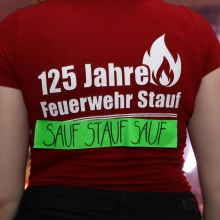 125 Jahre
Feuerwehr Stauf
SAUF STAUF SAUF